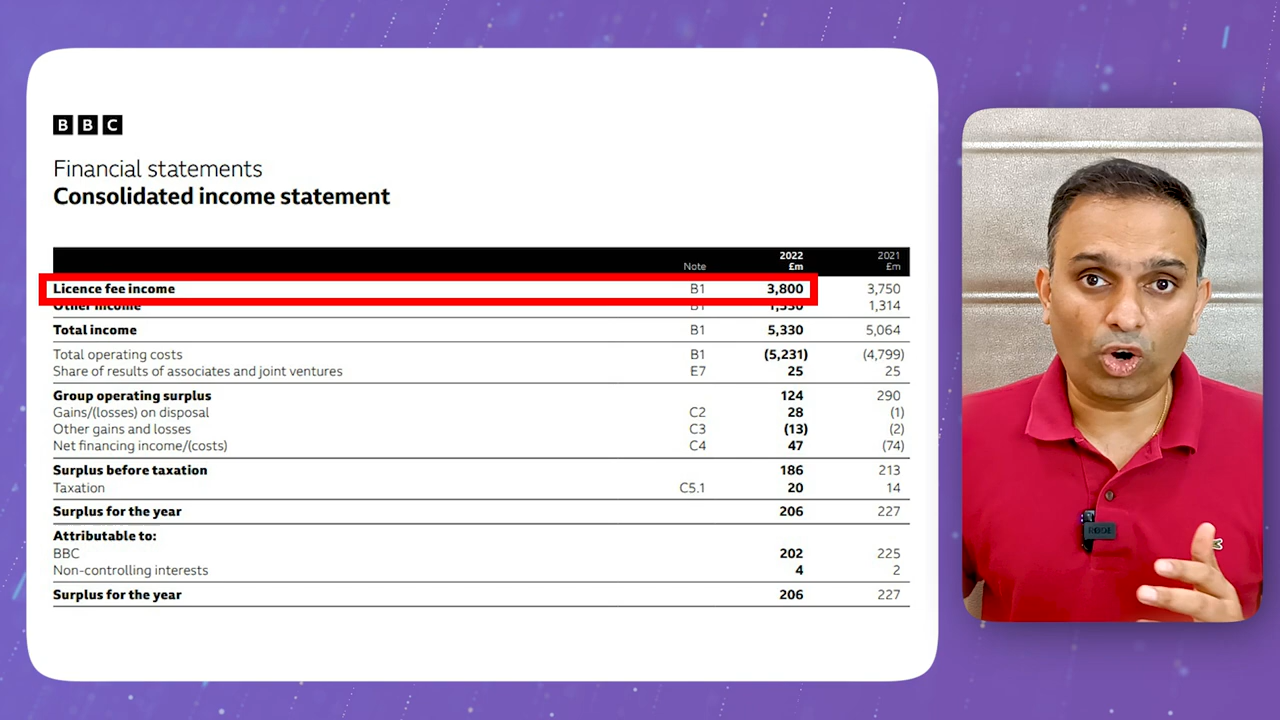 BBC
Financial statements
Consolidated income statement
2022 2021
Note £m £m
Licence fee income B1 3,800 3,750
Other income B1 1,530 1,314
Total income B1 5,330 5,064
Total operating costs B1 (5,231) (4,799)
Share of results of associates and joint ventures E7 25 25
Group operating surplus 124 290
Gains/(losses) on disposal C2 28 (1)
Other gains and losses C3 (13) (2)
Net financing income/(costs) C4 47 (74)
Surplus before taxation 186 213
Taxation C5.1 20 14
Surplus for the year 206 227
Attributable to:
BBC 202 225
Non-controlling interests 4 2
Surplus for the year 206 227